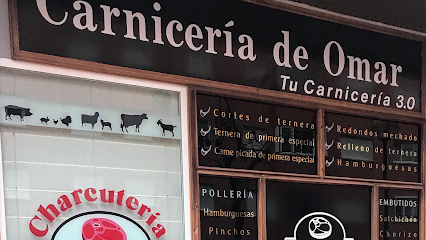 Carnicería de Omar
Tu Carnicería 3.0
Cortes de ternera
Ternera de primera especial
Carne picada de primera especial
Redondos mechado
Relleno de ternera
Hamburguesas
Charcutería
POLLERÍA
Hamburguesas
Pinchos
EMBUTIDOS
Salchichón
Chorizo